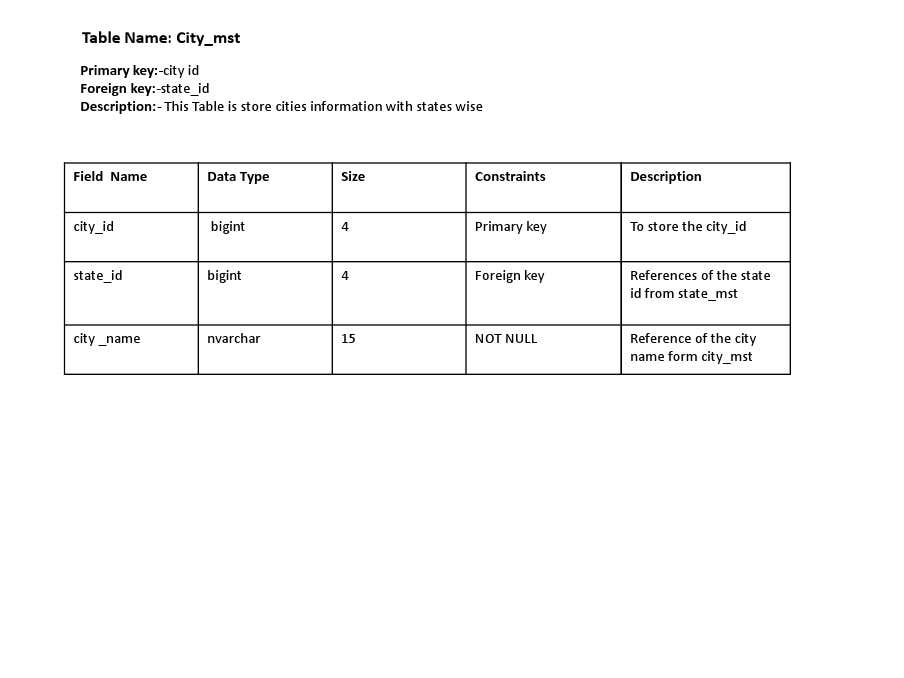 Table Name: City_mst
Primary key:-city id
Foreign key:-state_id
Description:- This Table is store cities information with states wise
Field  Name Data Type Size Constraints Description
city_id bigint 4 Primary key To store the city_id
state_id bigint 4 Foreign key References of the state
id from state_mst
city _name nvarchar 15 NOT NULL Reference of the city
name form city_mst